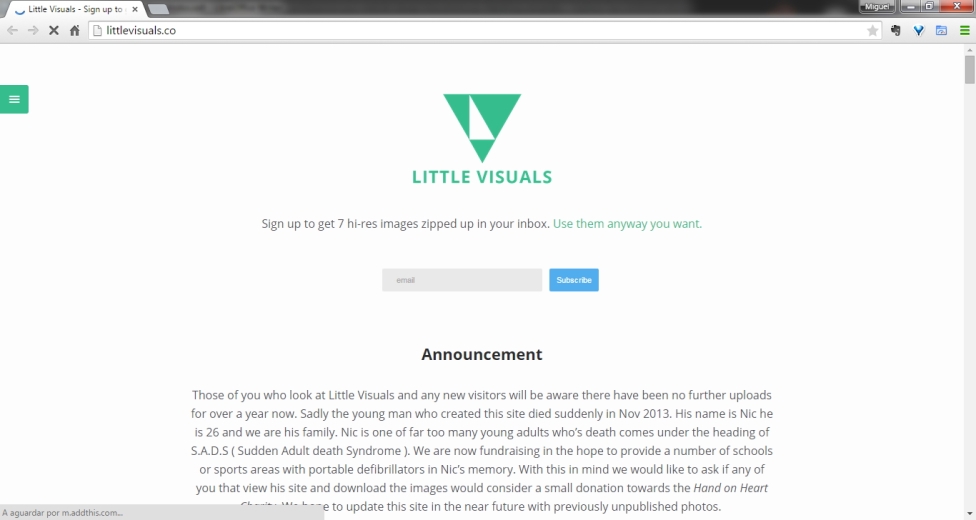 Little Visuals - Sign up to
Miguel
littlevisuals.co
LITTLE VISUALS
Sign up to get 7 hi-res images zipped up in your inbox. Use them anyway you want.
email
Subscribe
Announcement
Those of you who look at Little Visuals and any new visitors will be aware there have been no further uploads
for over a year now. Sadly the young man who created this site died suddenly in Nov 2013. His name is Nic he
is 26 and we are his family. Nic is one of far too many young adults who's death comes under the heading of
S.A.D.S ( Sudden Adult death Syndrome ). We are now fundraising in the hope to provide a number of schools
or sports areas with portable defibrillators in Nic's memory. With this in mind we would like to ask if any of
you that view his site and download the images would consider a small donation towards the Hand on Heart
Charity. We hope to update this site in the near future with previously unpublished photos.
A aguardar por m.addthis.com...